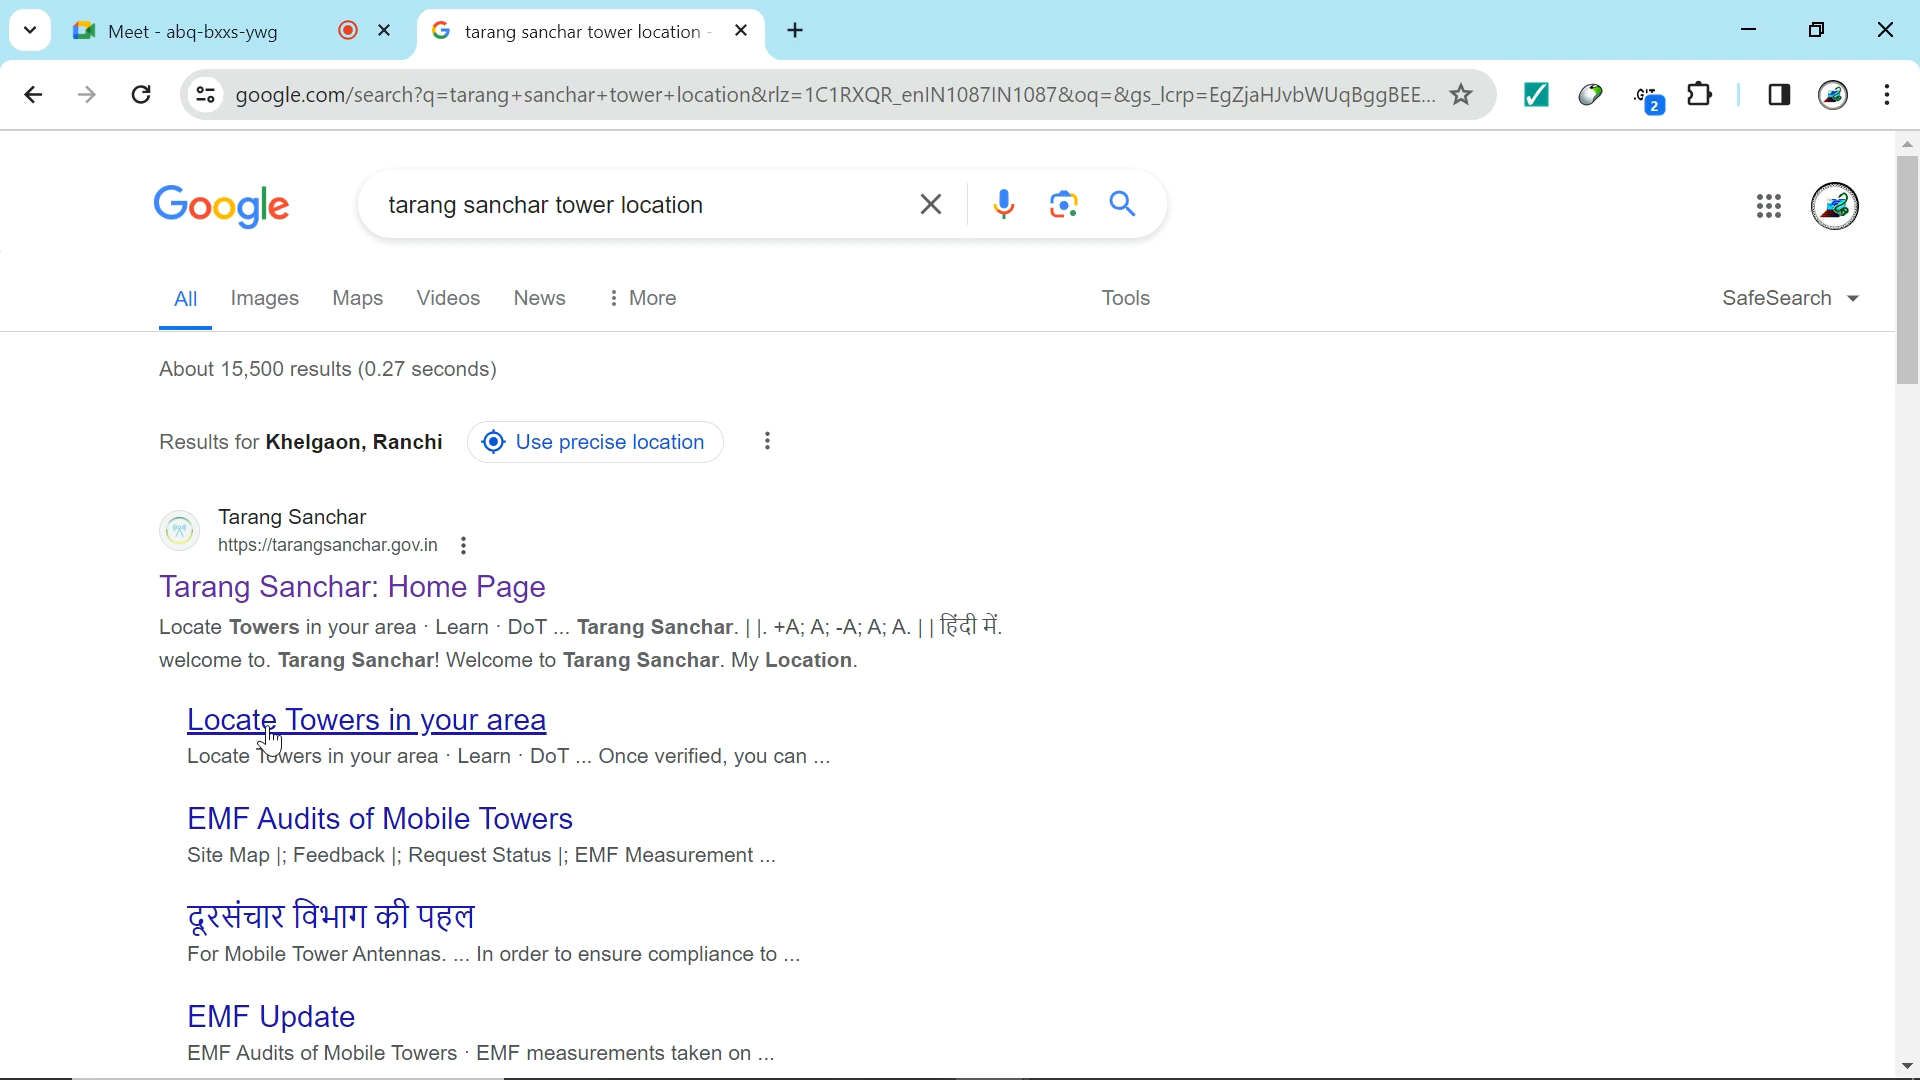 Meet - abq-bxxs-ywg
tarang sanchar tower location -
google.com/search?q=tarang+sanchar+tower+location&rlz=1C1RXQR_enIN1087IN1087&oq=&gs_lcrp=EgZjaHJvbWUqBggBEE...
.GIT
2
Google
tarang sanchar tower location
All
Images
Maps
Videos
News
More
Tools
SafeSearch
About 15,500 results (0.27 seconds)
Results for Khelgaon, Ranchi
Use precise location
Tarang Sanchar
https://tarangsanchar.gov.in
Tarang Sanchar: Home Page
Locate Towers in your area · Learn · DoT ... Tarang Sanchar. | |. +A; A; -A; A; A. | | हिंदी में.
welcome to. Tarang Sanchar! Welcome to Tarang Sanchar. My Location.
Locate Towers in your area
Locate Towers in your area · Learn · DoT ... Once verified, you can ...
EMF Audits of Mobile Towers
Site Map |; Feedback |; Request Status |; EMF Measurement ...
दूरसंचार विभाग की पहल
For Mobile Tower Antennas. ... In order to ensure compliance to ...
EMF Update
EMF Audits of Mobile Towers · EMF measurements taken on ...